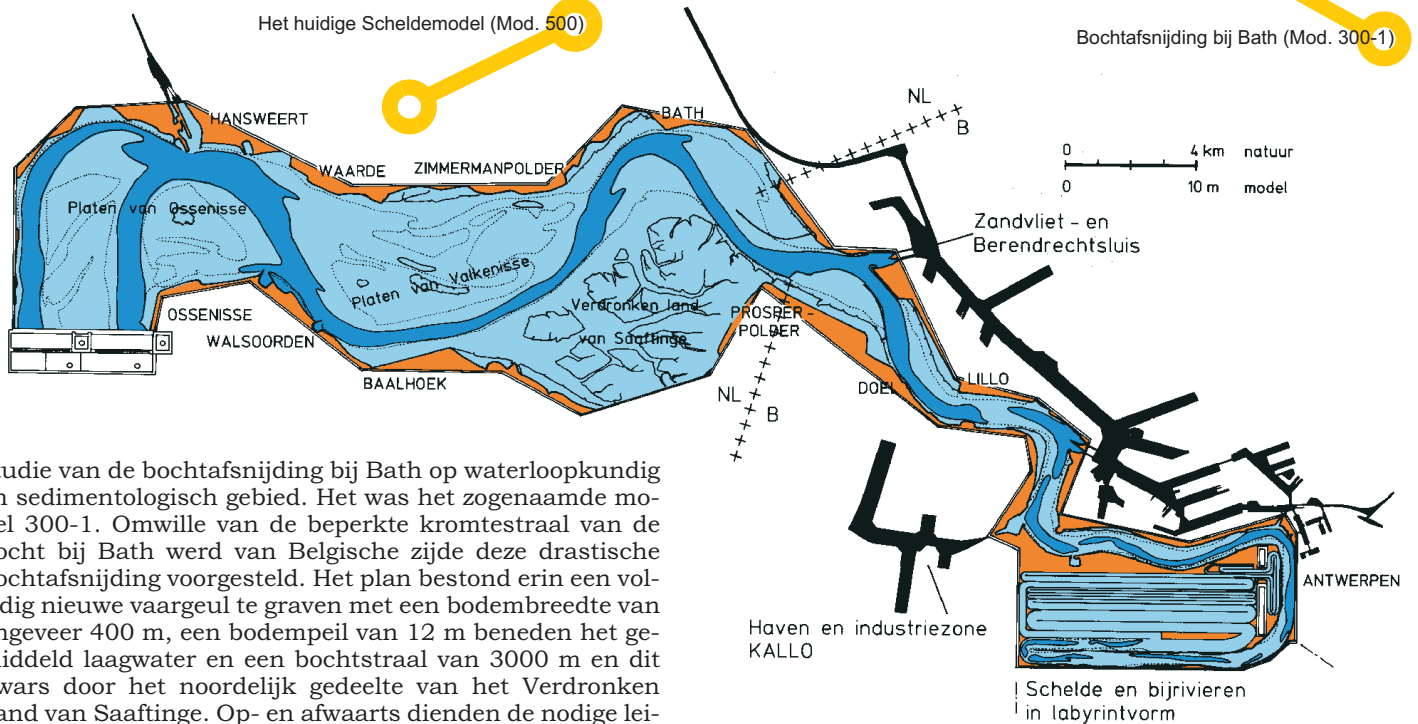 Het huidige Scheldemodel (Mod. 500)
Bochtafsnijding bij Bath (Mod. 300-1)
HANSWEERT
WAARDE
ZIMMERMANPOLDER
BATH
NL
B
0 4 km natuur
0 10 m model
Platen van Ossenisse
Zandvliet - en
Berendrechtsluis
Platen van Valkenisse
Verdronken land
van Saaftinge
PROSPER-
POLDER
OSSENISSE
WALSOORDEN
BAALHOEK
NL
B
DOEL
LILLO
ANTWERPEN
Haven en industriezone
KALLO
Schelde en bijrivieren
in labyrintvorm
tudie van de bochtafsnijding bij Bath op waterloopkundig
n sedimentologisch gebied. Het was het zogenaamde mo-
el 300-1. Omwille van de beperkte kromtestraal van de
ocht bij Bath werd van Belgische zijde deze drastische
ochtafsnijding voorgesteld. Het plan bestond erin een vol-
dig nieuwe vaargeul te graven met een bodembreedte van
ngeveer 400 m, een bodempeil van 12 m beneden het ge-
iddeld laagwater en een bochtstraal van 3000 m en dit
wars door het noordelijk gedeelte van het Verdronken
and van Saaftinge. Op- en afwaarts dienden de nodige lei-